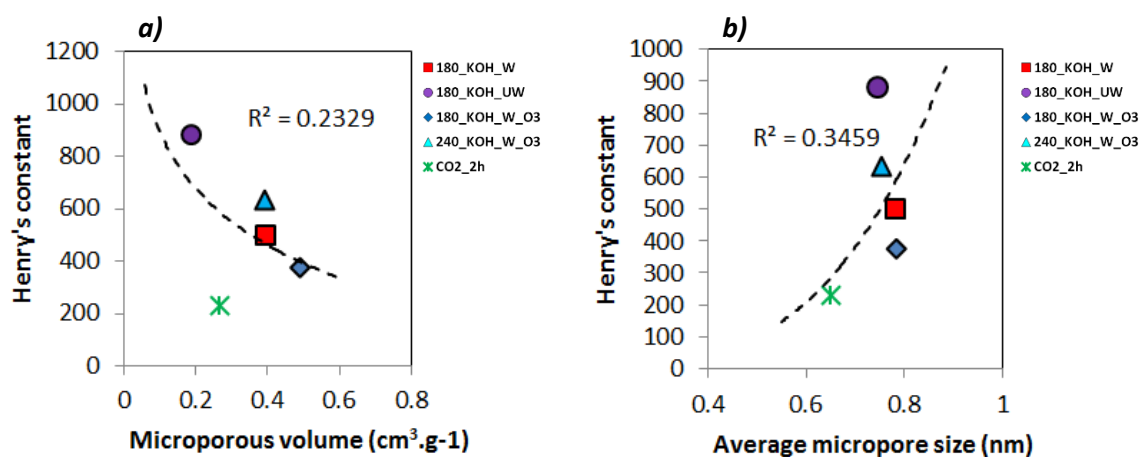 a)
1200
1000
800
600
400
200
0
0 0.2 0.4 0.6 0.8
Henry's constant
Microporous volume (cm³.g-1)
R² = 0.2329
180_KOH_W
180_KOH_UW
180_KOH_W_O3
240_KOH_W_O3
CO2_2h
b)
1000
900
800
700
600
500
400
300
200
100
0
0.4 0.6 0.8 1
Henry's constant
Average micropore size (nm)
R² = 0.3459
180_KOH_W
180_KOH_UW
180_KOH_W_O3
240_KOH_W_O3
CO2_2h